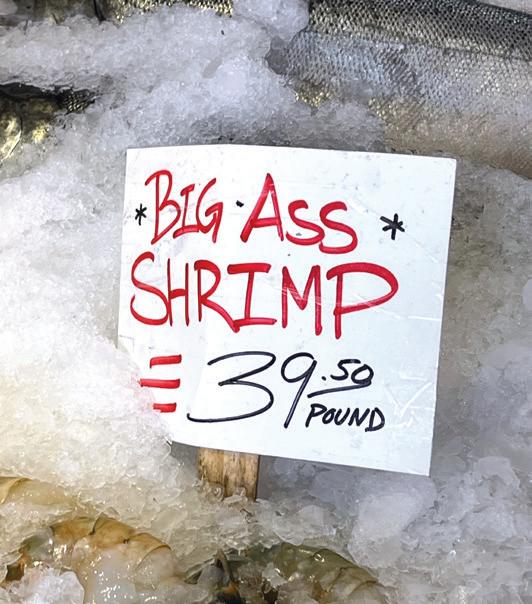 *BIG·ASS*
SHRIMP
= 39.50
POUND